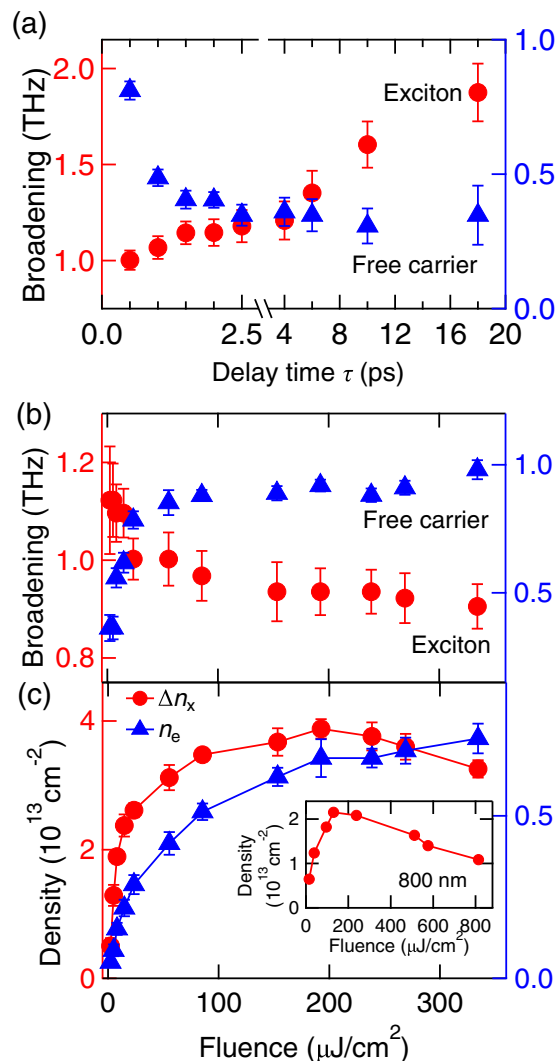 (a)
2.0
1.5
1.0
Broadening (THz)
Exciton
Free carrier
1.0
0.5
0.0
0.0 2.5 4 8 12 16 20
Delay time τ (ps)
(b)
1.2
1.0
0.8
Broadening (THz)
Free carrier
Exciton
1.0
0.5
(c)
Δnx
ne
4
2
0
Density (10¹³cm⁻²)
0.5
0.0
2
1
0
Density
(10¹³cm⁻²)
800 nm
0 200 400 600 800
Fluence (μJ/cm²)
0 100 200 300
Fluence (μJ/cm²)